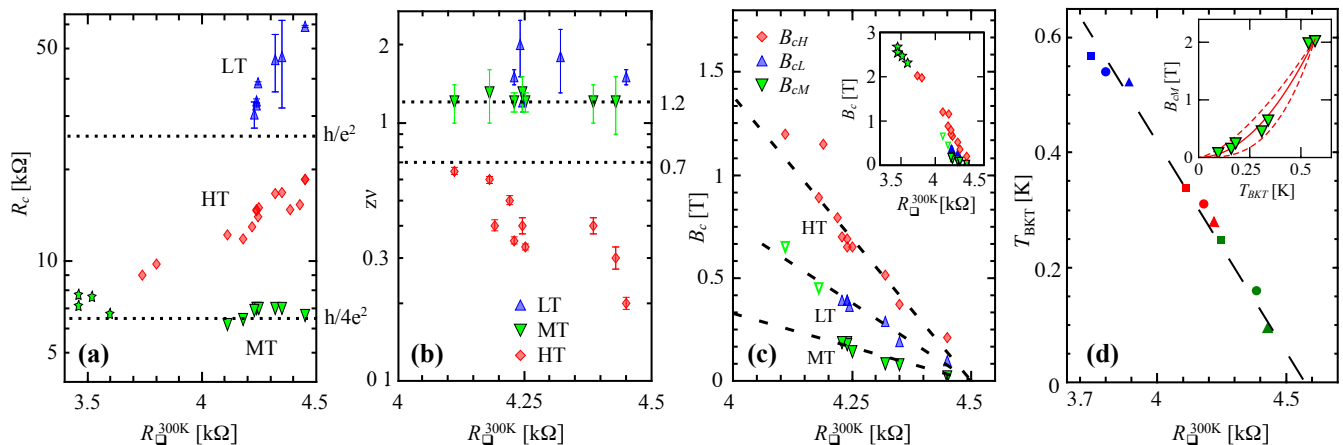 50
10
5
R_c [kΩ]
LT
HT
MT
h/e²
h/4e²
(a)
3.5
4
4.5
R_□^300K [kΩ]
2
1
0.3
0.1
zν
1.2
0.7
LT
MT
HT
(b)
4
4.25
4.5
R_□^300K [kΩ]
1.5
1
0.5
0
B_c [T]
B_cH
B_cL
B_cM
HT
LT
MT
(c)
4
4.5
R_□^300K [kΩ]
3
2
1
0
B_c [T]
3.5
4
4.5
R_□^300K [kΩ]
0.6
0.4
0.2
0
T_BKT [K]
(d)
3.7
4
4.5
R_□^300K [kΩ]
2
1
0
B_cM [T]
0
0.25
0.5
T_BKT [K]